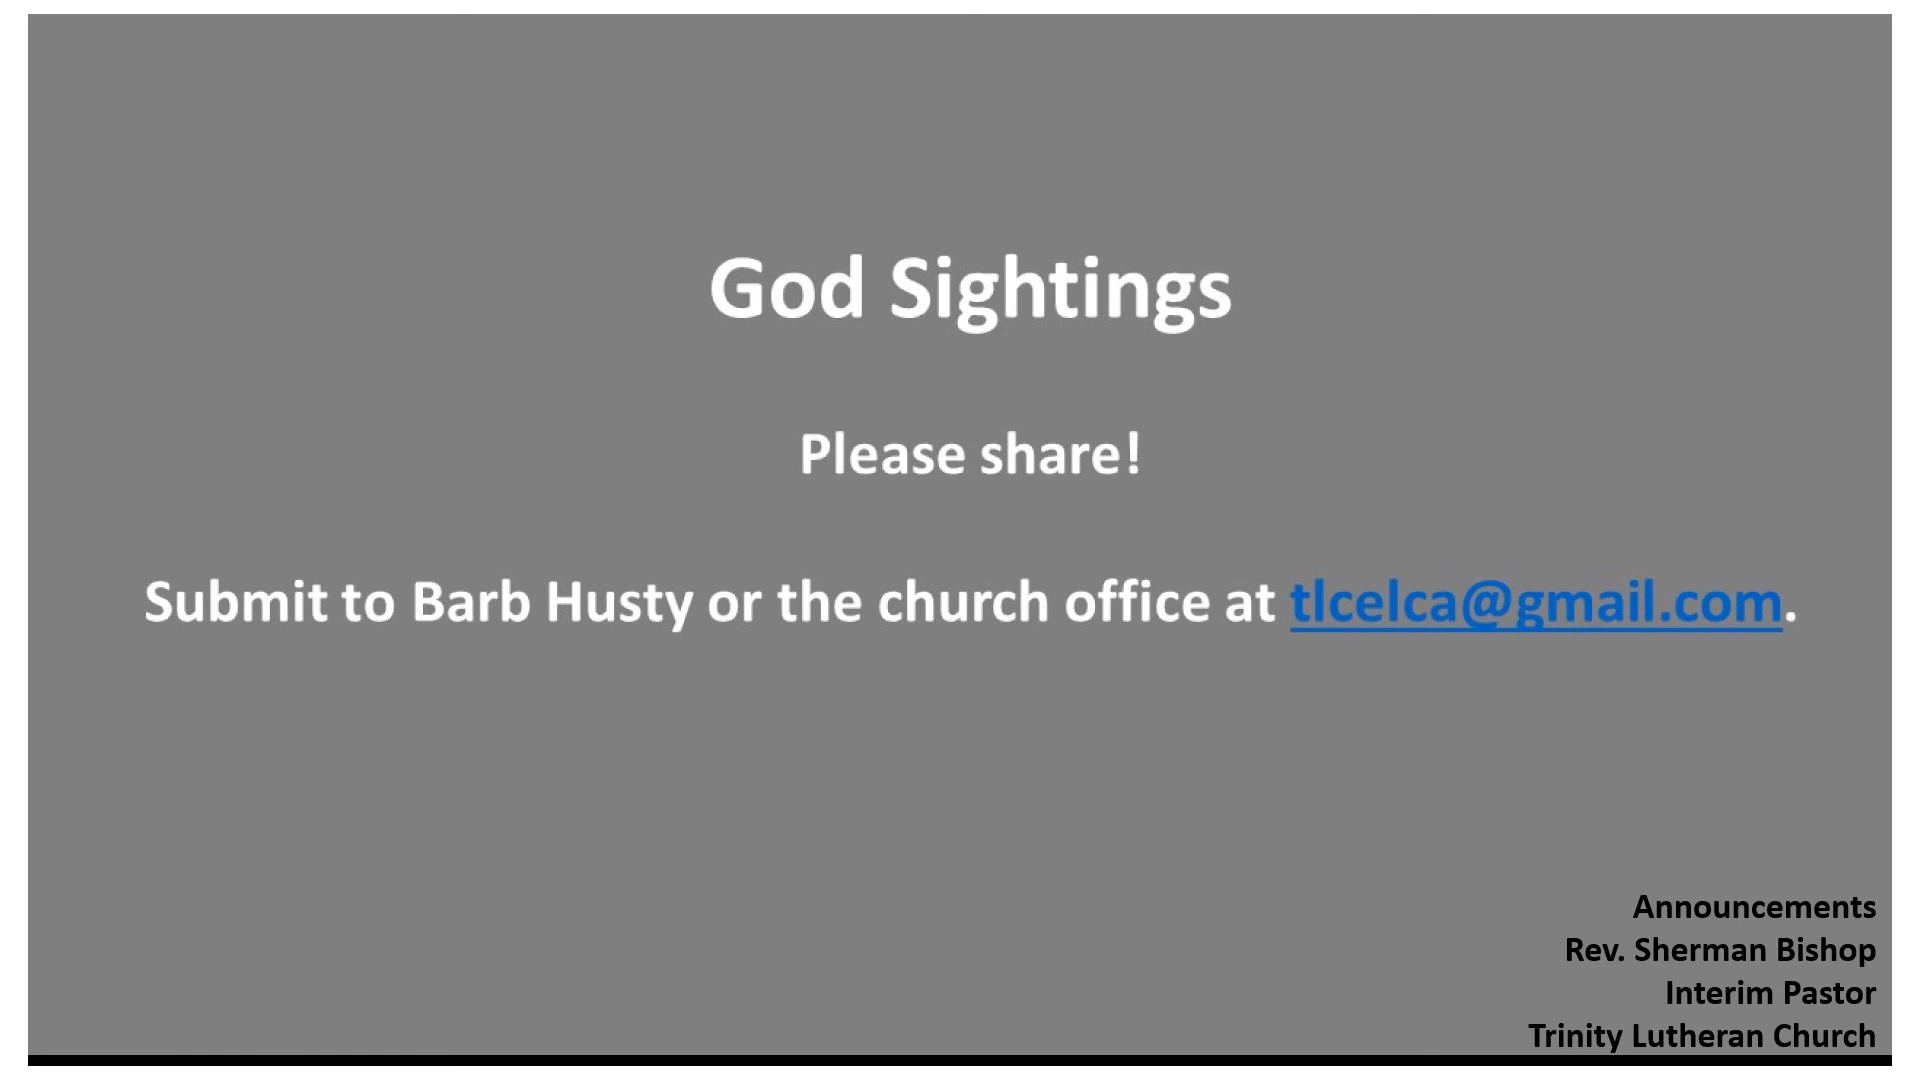 God Sightings
Please share!
Submit to Barb Husty or the church office at tlcelca@gmail.com.
Announcements
Rev. Sherman Bishop
Interim Pastor
Trinity Lutheran Church